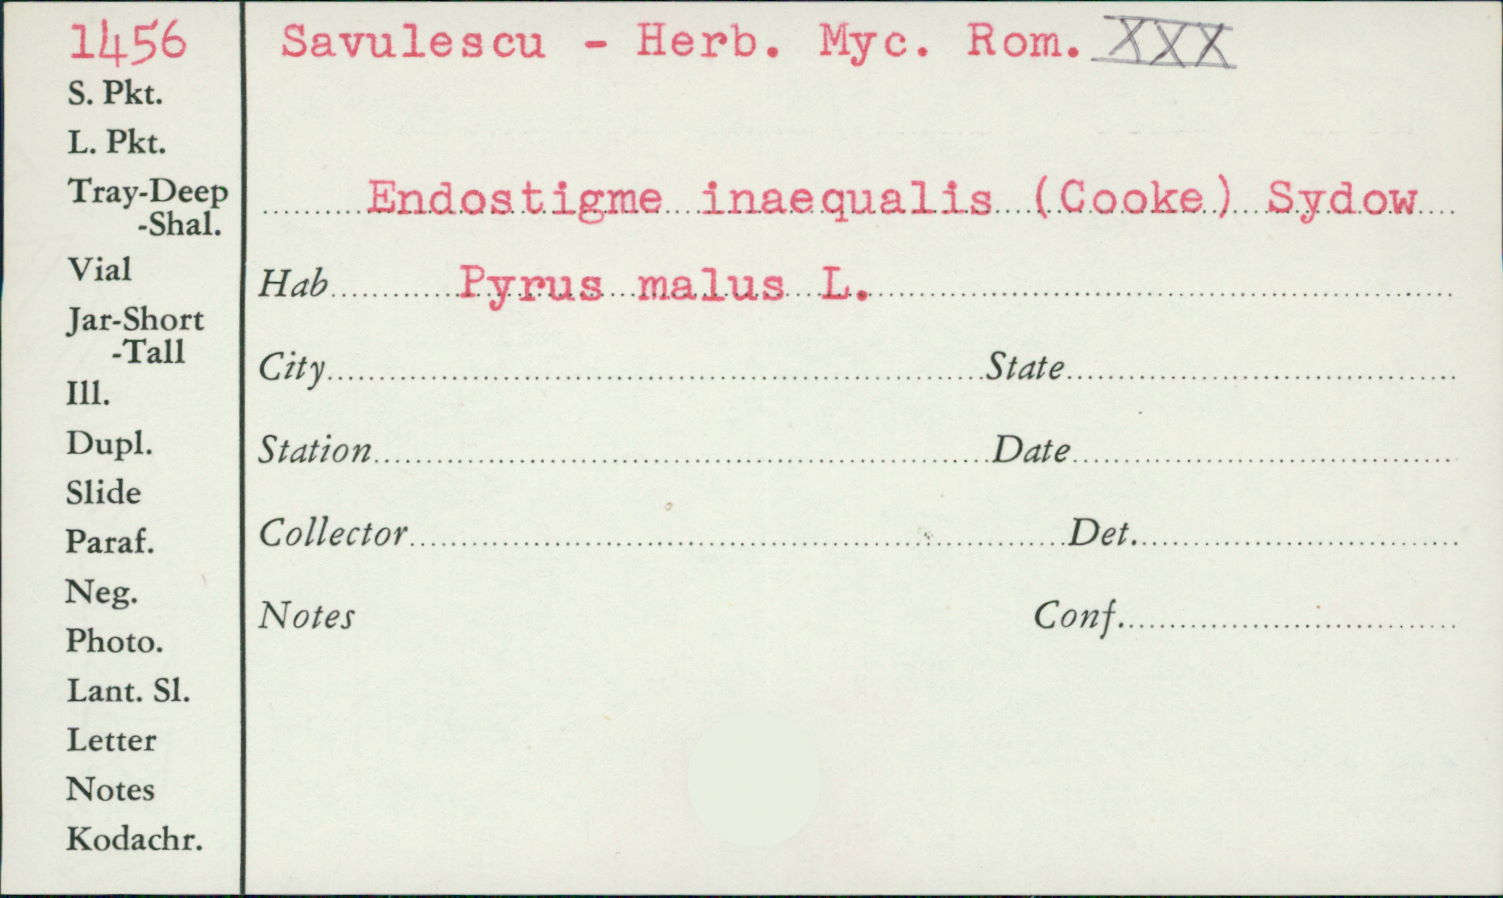 1456
Savulescu - Herb. Myc. Rom. XXX
S. Pkt.
L. Pkt.
Tray-Deep
-Shal.
Vial
Jar-Short
-Tall
Ill.
Dupl.
Slide
Paraf.
Neg.
Photo.
Lant. Sl.
Letter
Notes
Kodachr.
Endostigme inaequalis (Cooke) Sydow
Hab Pyrus malus L.
City State
Station Date
Collector Det.
Notes Conf.